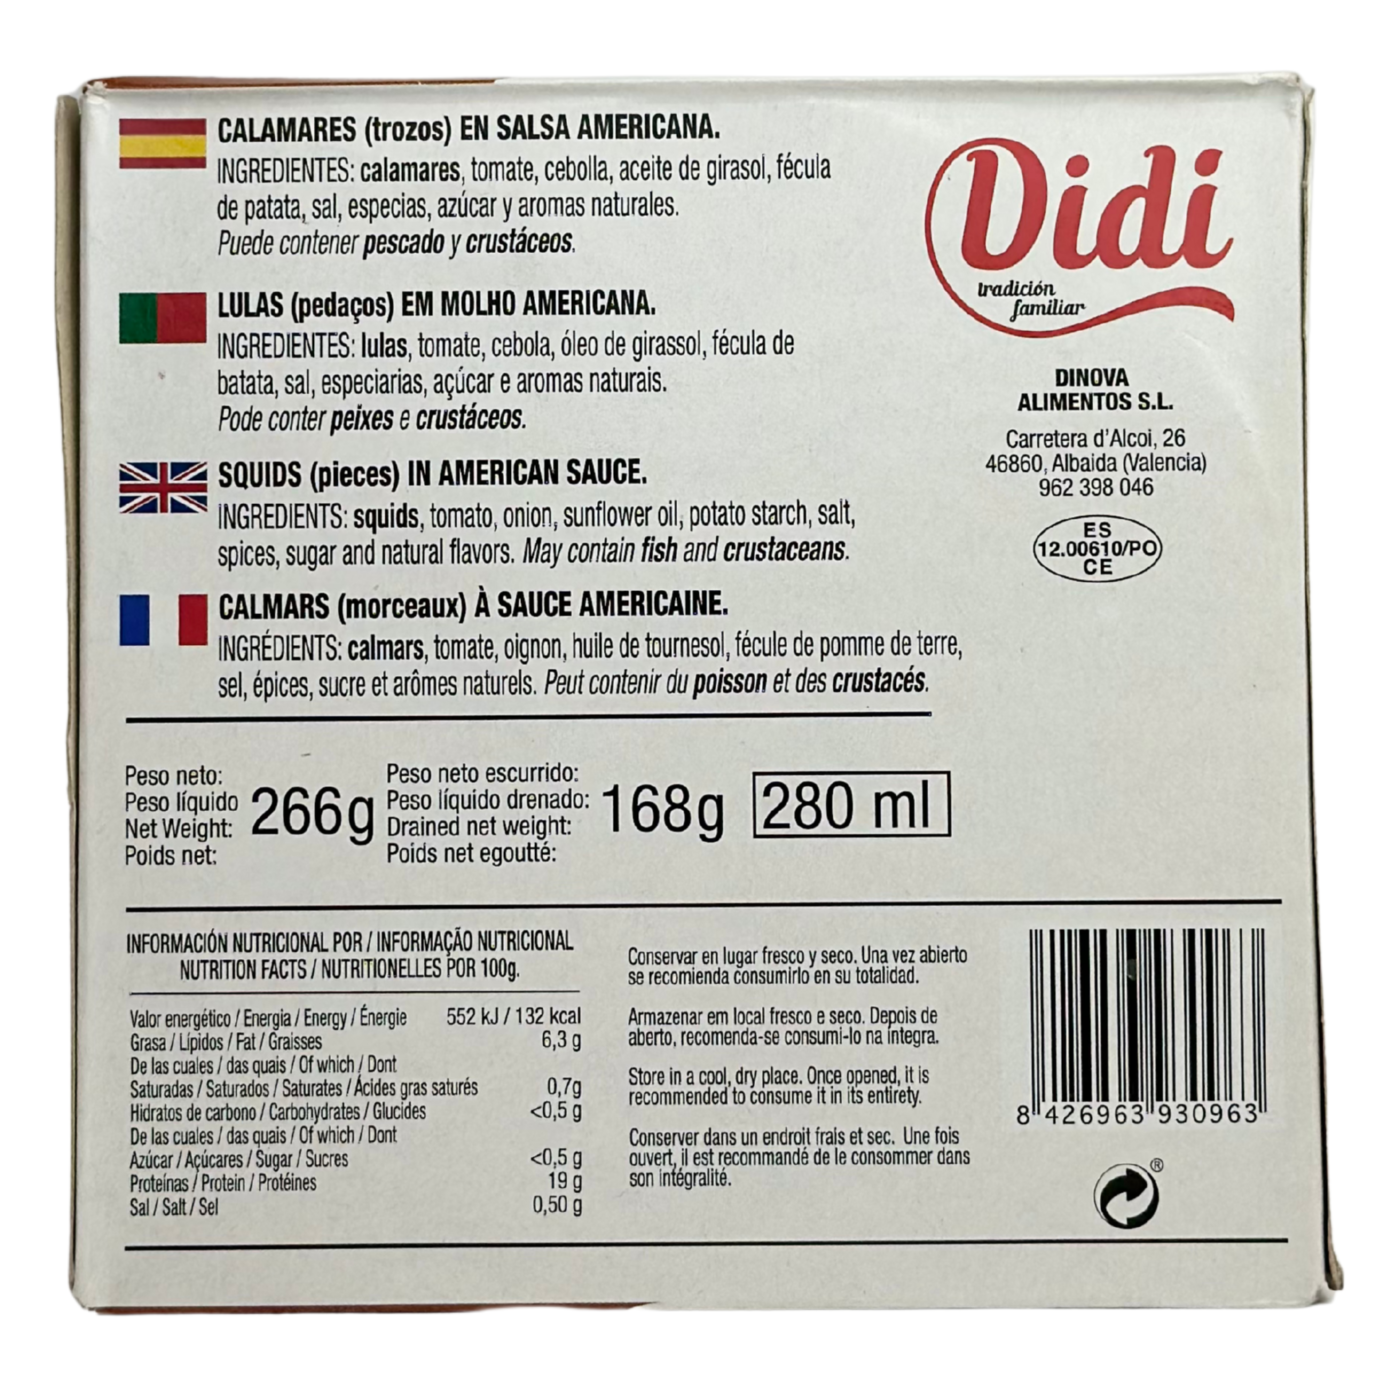 CALAMARES (trozos) EN SALSA AMERICANA.
INGREDIENTES: calamares, tomate, cebolla, aceite de girasol, fécula
de patata, sal, especias, azúcar y aromas naturales.
Puede contener pescado y crustáceos.
LULAS (pedaços) EM MOLHO AMERICANA.
INGREDIENTES: lulas, tomate, cebola, óleo de girassol, fécula de
batata, sal, especiarias, açúcar e aromas naturais.
Pode conter peixes e crustáceos.
SQUIDS (pieces) IN AMERICAN SAUCE.
INGREDIENTS: squids, tomato, onion, sunflower oil, potato starch, salt,
spices, sugar and natural flavors. May contain fish and crustaceans.
CALMARS (morceaux) À SAUCE AMERICAINE.
INGRÉDIENTS: calmars, tomate, oignon, huile de tournesol, fécule de pomme de terre,
sel, épices, sucre et arômes naturels. Peut contenir du poisson et des crustacés.
Didi
tradición
familiar
DINOVA
ALIMENTOS S.L.
Carretera d'Alcoi, 26
46860, Albaida (Valencia)
962 398 046
ES
12.00610/PO
CE
Peso neto:
Peso líquido
Net Weight:
Poids net:
266g
Peso neto escurrido:
Peso líquido drenado:
Drained net weight:
Poids net egoutté:
168g
280 ml
INFORMACIÓN NUTRICIONAL POR / INFORMAÇÃO NUTRICIONAL
NUTRITION FACTS / NUTRITIONELLES POR 100g.
Valor energético / Energia / Energy / Énergie 552 kJ / 132 kcal
Grasa / Lípidos / Fat / Graisses 6,3 g
De las cuales / das quais / Of which / Dont
Saturadas / Saturados / Saturates / Ácides gras saturés 0,7g
Hidratos de carbono / Carbohydrates / Glucides <0,5 g
De las cuales / das quais / Of which / Dont
Azúcar / Açúcares / Sugar / Sucres <0,5 g
Proteínas / Protein / Protéines 19 g
Sal / Salt / Sel 0,50 g
Conservar en lugar fresco y seco. Una vez abierto
se recomienda consumirlo en su totalidad.
Armazenar em local fresco e seco. Depois de
aberto, recomenda-se consumi-lo na íntegra.
Store in a cool, dry place. Once opened, it is
recommended to consume it in its entirety.
Conserver dans un endroit frais et sec. Une fois
ouvert, il est recommandé de le consommer dans
son intégralité.
8 426963 930963
®